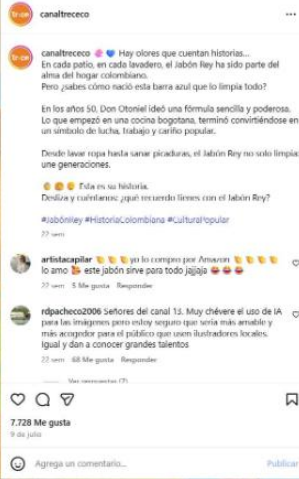 canaltrececo
canaltrececo Hay olores que cuentan historias...
En cada patio, en cada lavadero, el Jabón Rey ha sido parte del
alma del hogar colombiano.
Pero ¿sabes cómo nació esta barra azul que lo limpia todo?
En los años 50, Don Otoniel ideó una fórmula sencilla y poderosa.
Lo que empezó en una cocina bogotana, terminó convirtiéndose en
un símbolo de lucha, trabajo y cariño popular.
Desde lavar ropa hasta sanar picaduras, el Jabón Rey no solo limpia:
une generaciones.
Esta es su historia.
Desliza y cuéntanos: ¿qué recuerdo tienes con el Jabón Rey?
#JabónRey #HistoriaColombiana #CulturaPopular
22 sem
artistacapilar yo lo compro por Amazon
lo amo este jabón sirve para todo jajjaja
22 sem 5 Me gusta Responder
rdpacheco2006 Señores del canal 13. Muy chévere el uso de IA
para las imágenes pero estoy seguro que sería más amable y
más acogedor para el público que usen ilustradores locales.
Igual y dan a conocer grandes talentos
22 sem 68 Me gusta Responder
Ver respuestas (7)
7.728 Me gusta
9 de julio
Agrega un comentario...
Publicar